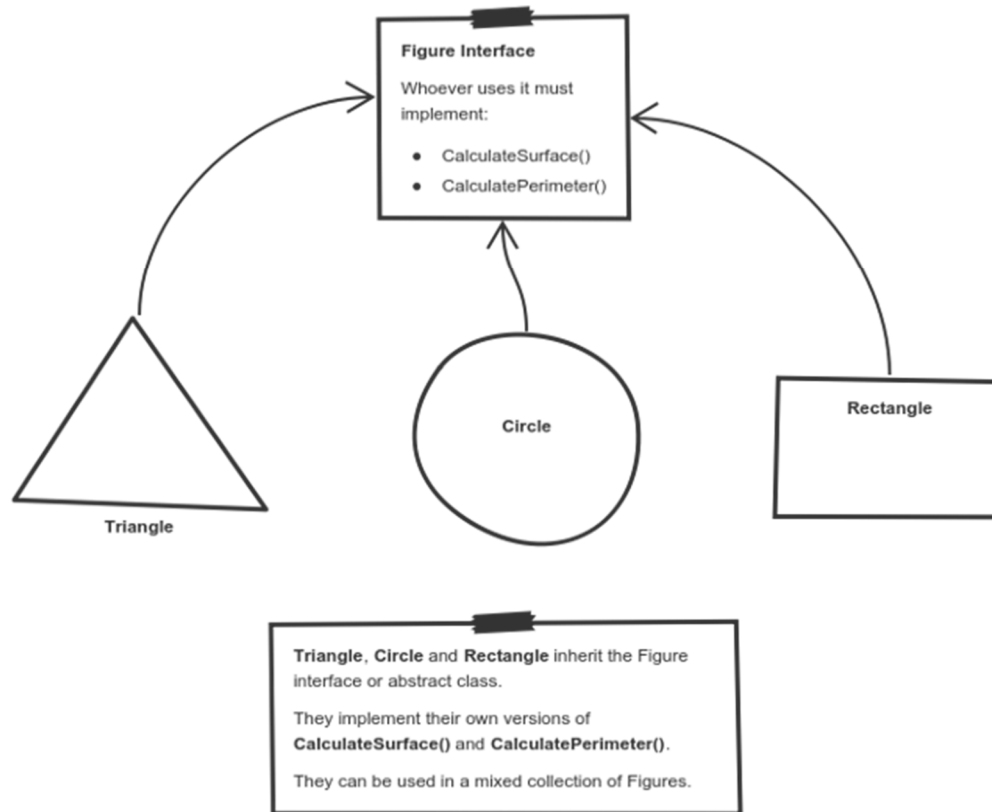 Figure Interface
Whoever uses it must
implement:
● CalculateSurface()
● CalculatePerimeter()
Triangle
Circle
Rectangle
Triangle, Circle and Rectangle inherit the Figure
interface or abstract class.
They implement their own versions of
CalculateSurface() and CalculatePerimeter().
They can be used in a mixed collection of Figures.